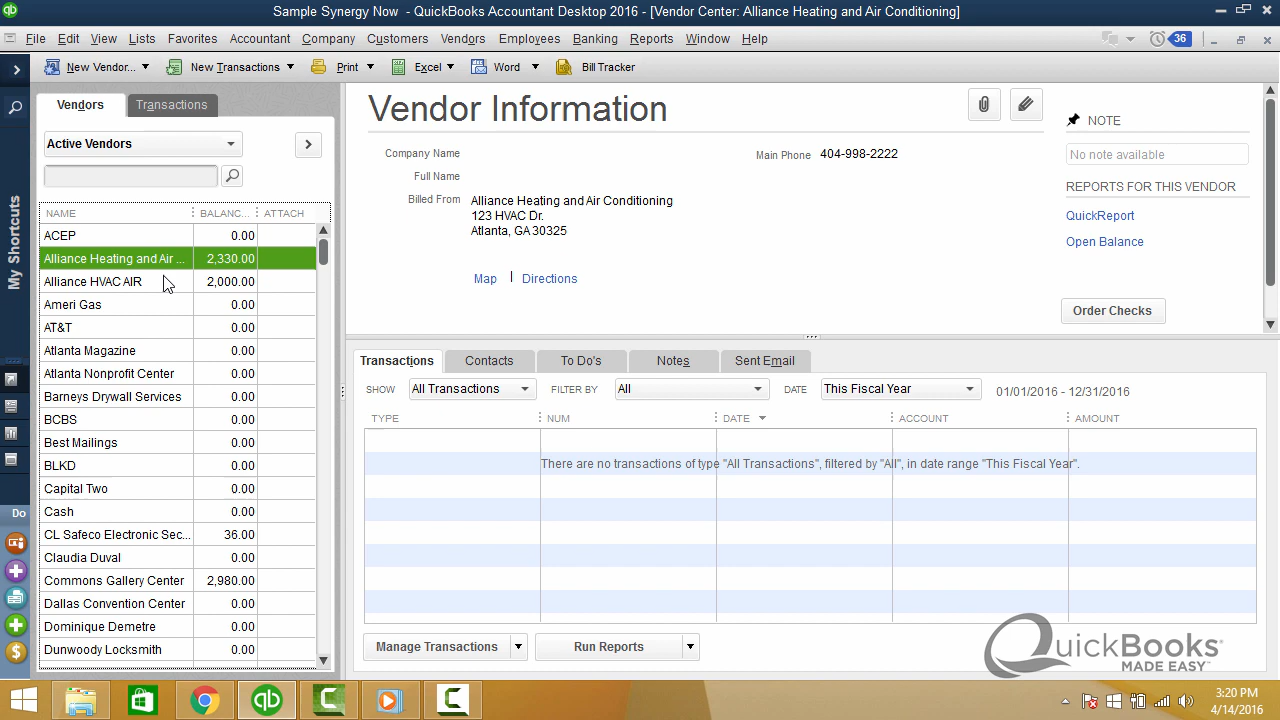 Sample Synergy Now - QuickBooks Accountant Desktop 2016 - [Vendor Center: Alliance Heating and Air Conditioning]
File Edit View Lists Favorites Accountant Company Customers Vendors Employees Banking Reports Window Help 36
New Vendor... New Transactions Print Excel Word Bill Tracker
My Shortcuts
Do
Vendors Transactions
Active Vendors
NAME BALANC... ATTACH
ACEP 0.00
Alliance Heating and Air ... 2,330.00
Alliance HVAC AIR 2,000.00
Ameri Gas 0.00
AT&T 0.00
Atlanta Magazine 0.00
Atlanta Nonprofit Center 0.00
Barneys Drywall Services 0.00
BCBS 0.00
Best Mailings 0.00
BLKD 0.00
Capital Two 0.00
Cash 0.00
CL Safeco Electronic Sec... 36.00
Claudia Duval 0.00
Commons Gallery Center 2,980.00
Dallas Convention Center 0.00
Dominique Demetre 0.00
Dunwoody Locksmith 0.00
Vendor Information
Company Name
Full Name
Billed From Alliance Heating and Air Conditioning
123 HVAC Dr.
Atlanta, GA 30325
Main Phone 404-998-2222
Map Directions
NOTE
No note available
REPORTS FOR THIS VENDOR
QuickReport
Open Balance
Order Checks
Transactions Contacts To Do's Notes Sent Email
SHOW All Transactions FILTER BY All DATE This Fiscal Year 01/01/2016 - 12/31/2016
TYPE NUM DATE ACCOUNT AMOUNT
There are no transactions of type "All Transactions", filtered by "All", in date range "This Fiscal Year".
Manage Transactions Run Reports
QuickBooks
MADE EASY™
3:20 PM
4/14/2016